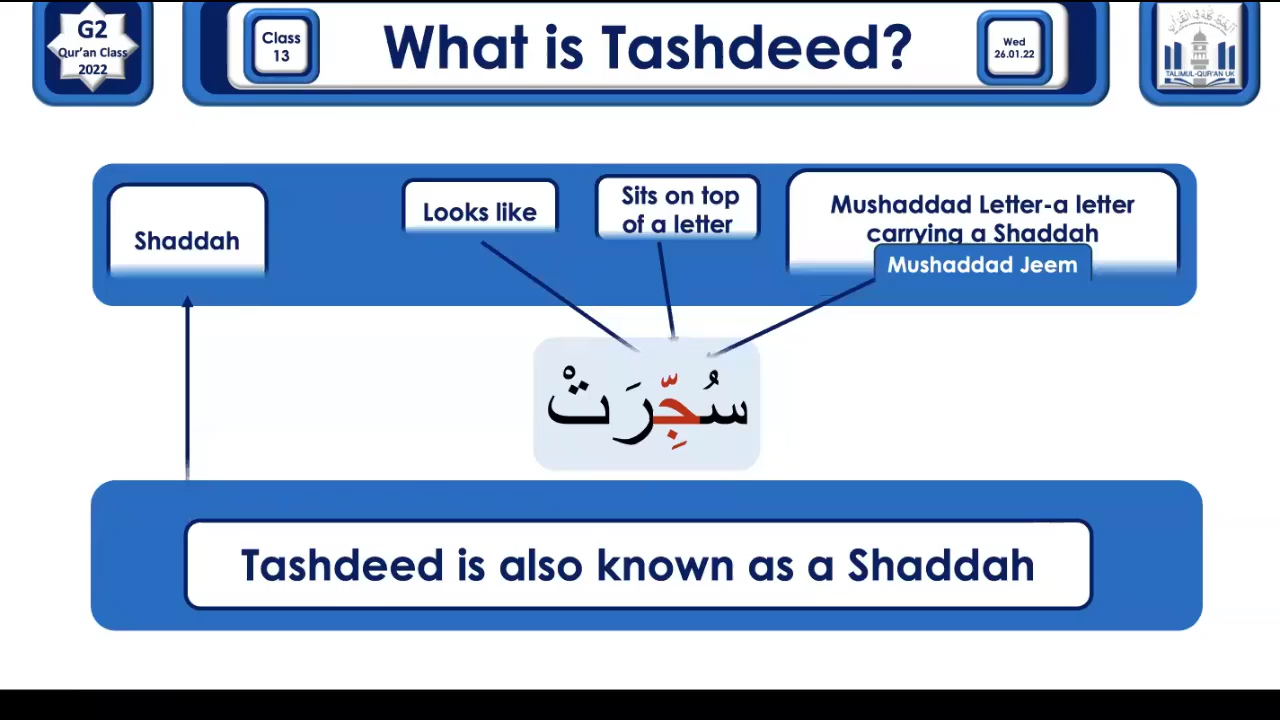 G2
Qur'an Class
2022
Class
13
What is Tashdeed?
Wed
26.01.22
TALIMUL-QUR'AN UK
Shaddah
Looks like
Sits on top
of a letter
Mushaddad Letter-a letter
carrying a Shaddah
Mushaddad Jeem
سُجِّرَتْ
Tashdeed is also known as a Shaddah